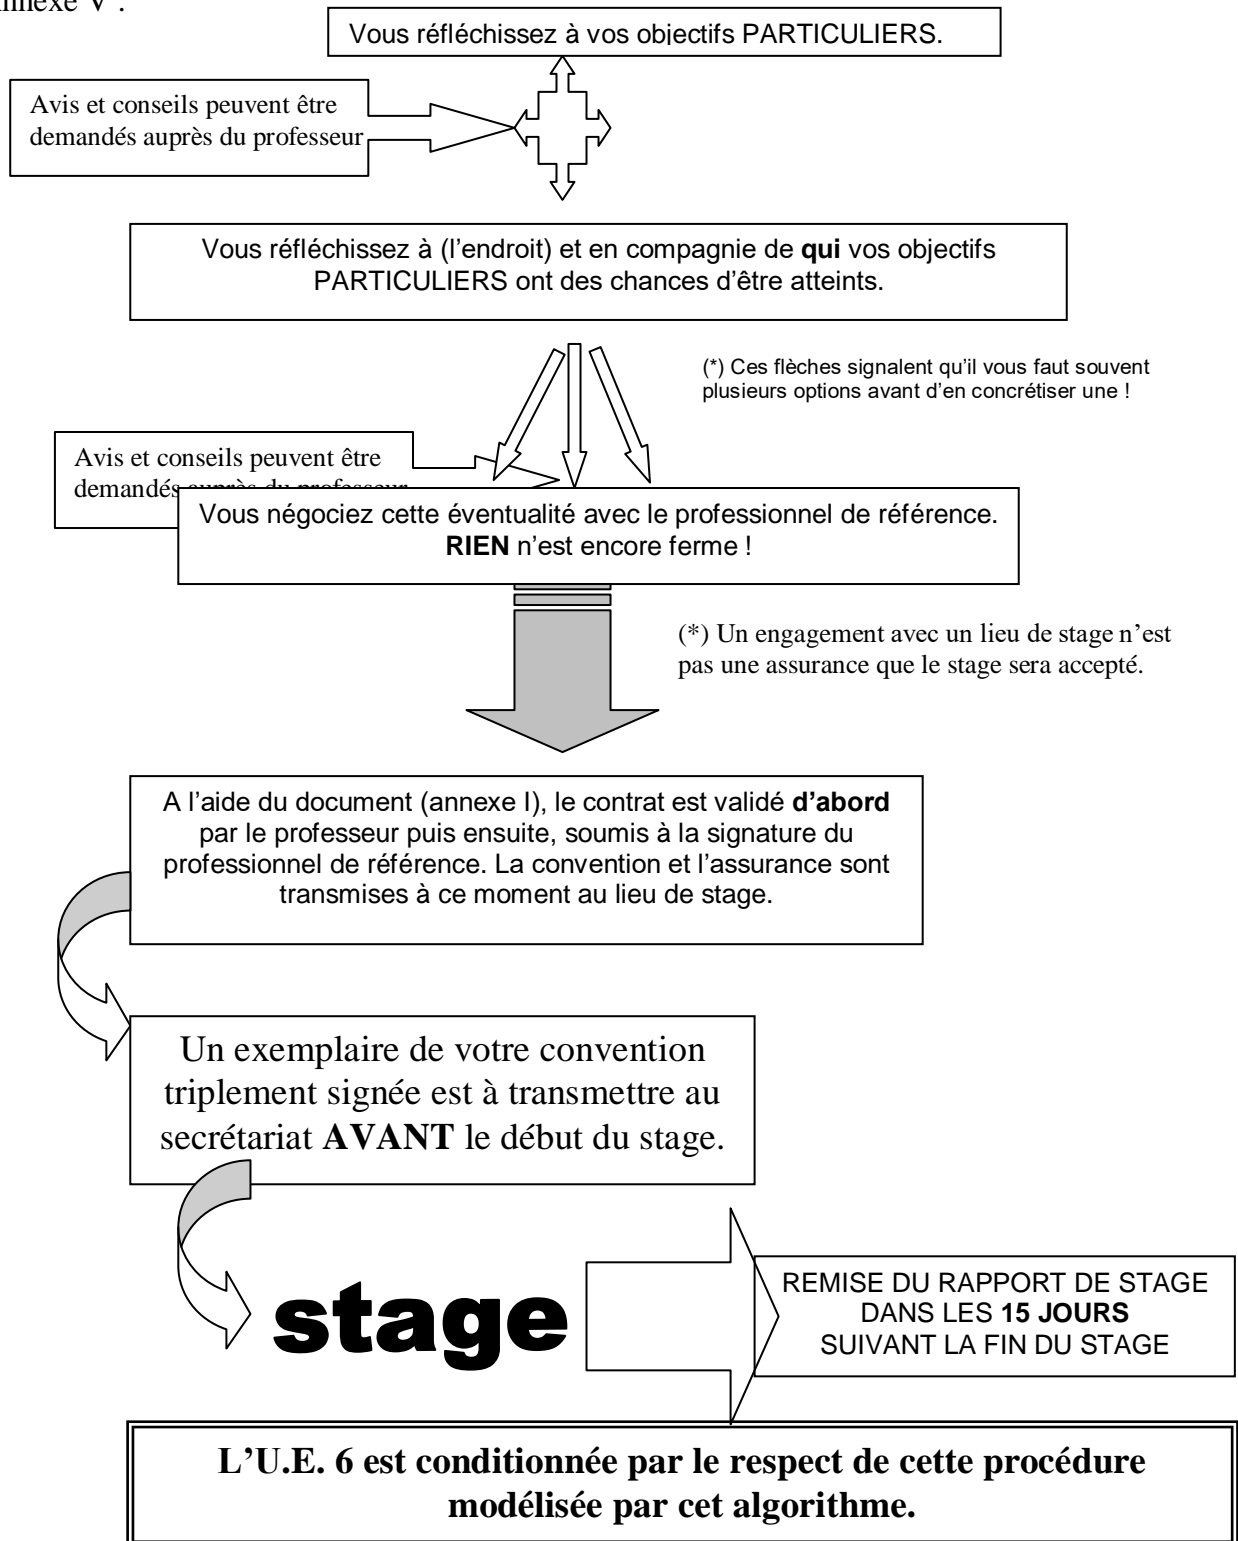 Annexe V :
Vous réfléchissez à vos objectifs PARTICULIERS.
Avis et conseils peuvent être
demandés auprès du professeur
Vous réfléchissez à (l’endroit) et en compagnie de qui vos objectifs
PARTICULIERS ont des chances d’être atteints.
(*) Ces flèches signalent qu’il vous faut souvent
plusieurs options avant d’en concrétiser une !
Avis et conseils peuvent être
demandés auprès du professeur
Vous négociez cette éventualité avec le professionnel de référence.
RIEN n’est encore ferme !
(*) Un engagement avec un lieu de stage n’est
pas une assurance que le stage sera accepté.
A l’aide du document (annexe I), le contrat est validé d’abord
par le professeur puis ensuite, soumis à la signature du
professionnel de référence. La convention et l’assurance sont
transmises à ce moment au lieu de stage.
Un exemplaire de votre convention
triplement signée est à transmettre au
secrétariat AVANT le début du stage.
stage
REMISE DU RAPPORT DE STAGE
DANS LES 15 JOURS
SUIVANT LA FIN DU STAGE
L’U.E. 6 est conditionnée par le respect de cette procédure
modélisée par cet algorithme.